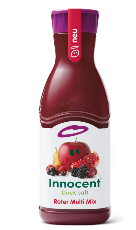 neu
innocent
Direktsaft
Roter Multi Mix